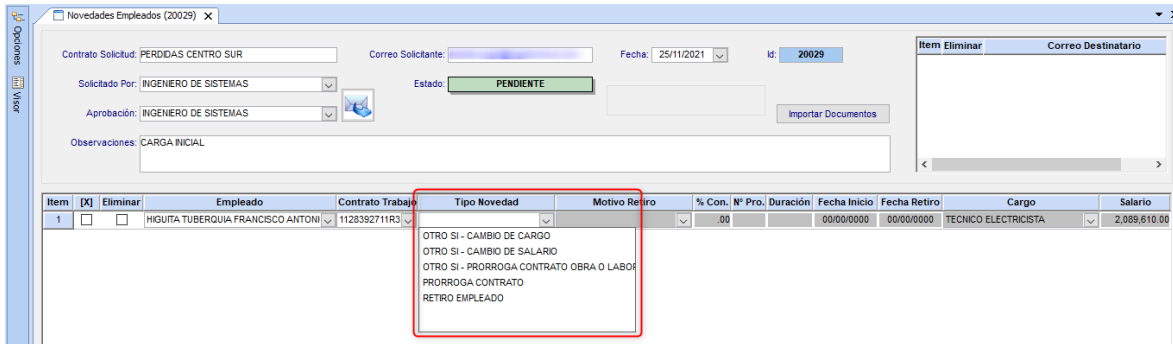 Novedades Empleados (20029) X
Opciones
Visor
Contrato Solicitud: PERDIDAS CENTRO SUR Correo Solicitante: Fecha: 25/11/2021 Id: 20029
Item Eliminar Correo Destinatario
Solicitado Por: INGENIERO DE SISTEMAS Estado: PENDIENTE
Aprobación: INGENIERO DE SISTEMAS Importar Documentos
Observaciones: CARGA INICIAL
Item [X] Eliminar Empleado Contrato Trabajo Tipo Novedad Motivo Retiro % Con. Nº Pro. Duración Fecha Inicio Fecha Retiro Cargo Salario
1 HIGUITA TUBERQUIA FRANCISCO ANTONI 1128392711R3 .00 00/00/0000 00/00/0000 TECNICO ELECTRICISTA 2,089,610.00
OTRO SI - CAMBIO DE CARGO
OTRO SI - CAMBIO DE SALARIO
OTRO SI - PRORROGA CONTRATO OBRA O LABOR
PRORROGA CONTRATO
RETIRO EMPLEADO